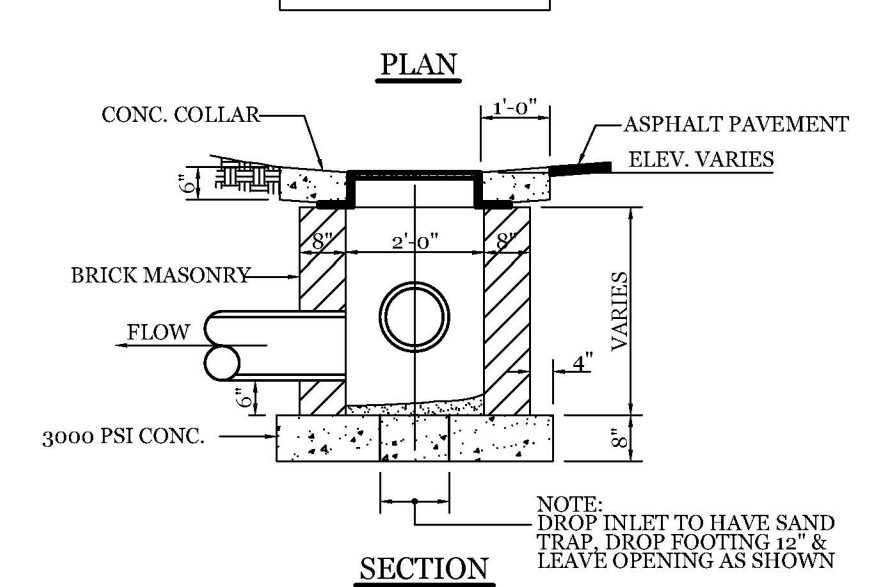 PLAN
1'-0"
CONC. COLLAR
ASPHALT PAVEMENT
ELEV. VARIES
6"
8"
2'-0"
8"
BRICK MASONRY
VARIES
FLOW
4"
6"
3000 PSI CONC.
8"
NOTE:
DROP INLET TO HAVE SAND
TRAP, DROP FOOTING 12" &
LEAVE OPENING AS SHOWN
SECTION